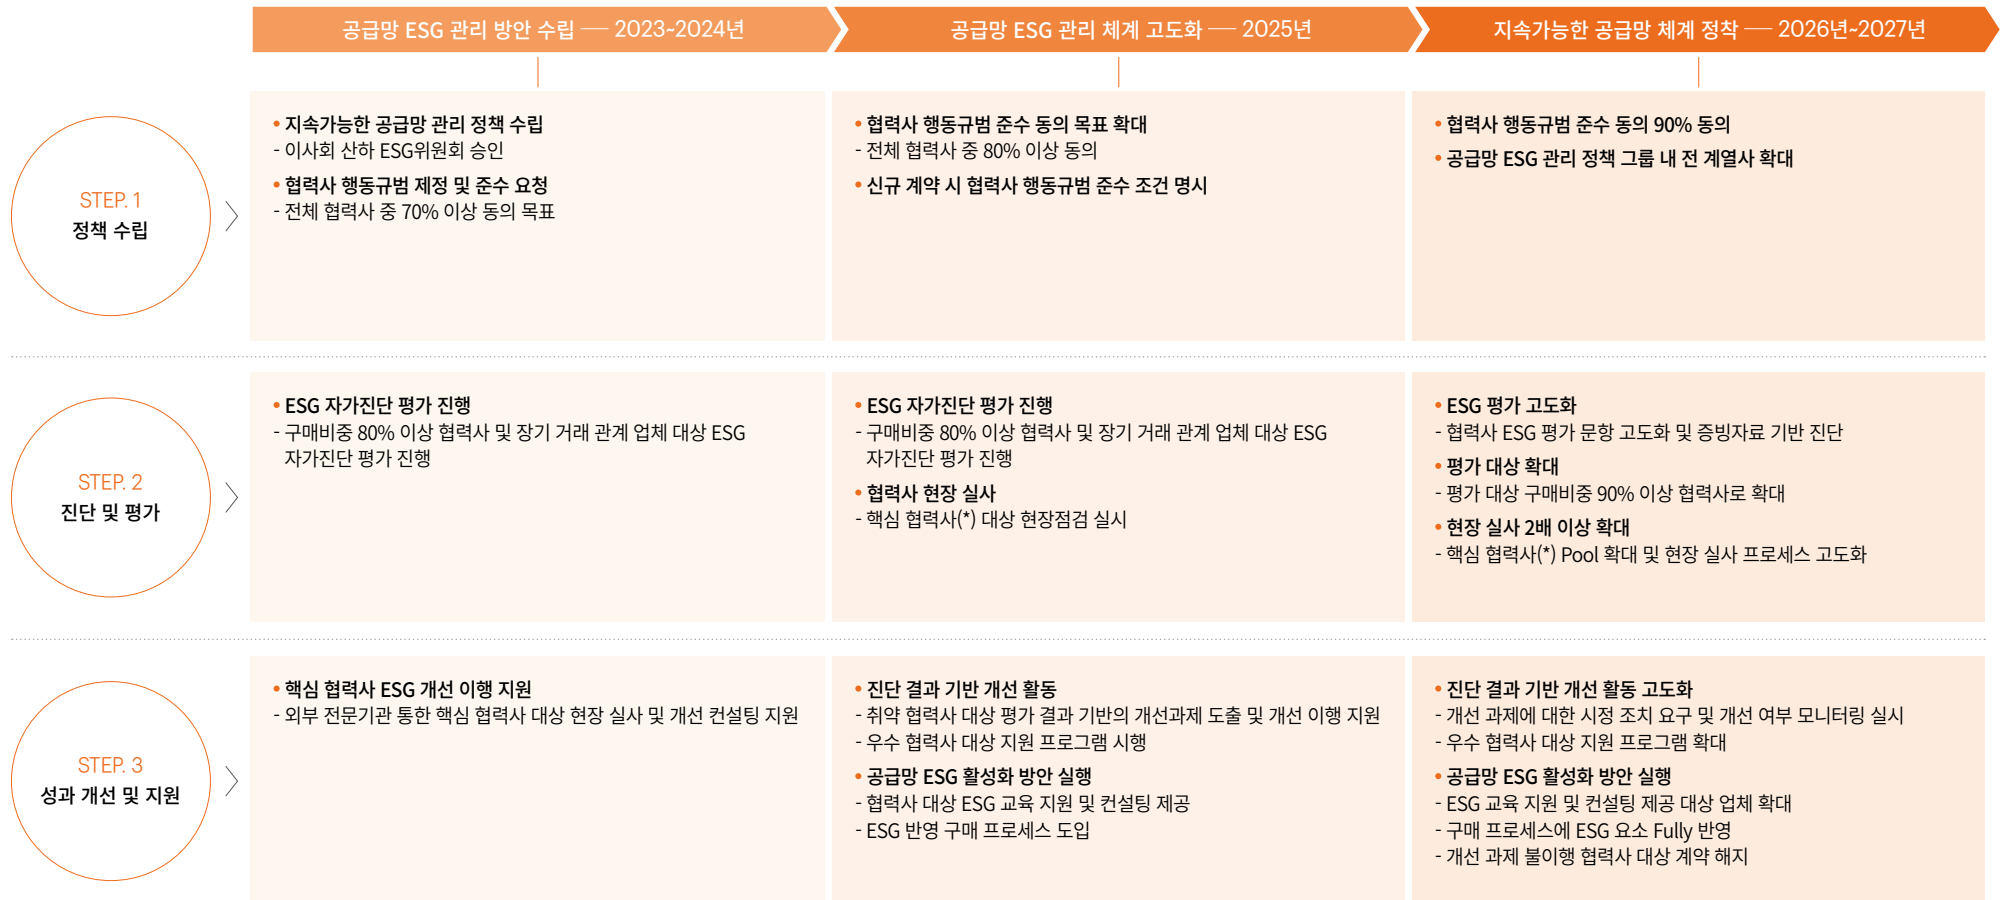 공급망 ESG 관리 방안 수립 — 2023~2024년
공급망 ESG 관리 체계 고도화 — 2025년
지속가능한 공급망 체계 정착 — 2026년~2027년
STEP. 1
정책 수립
• 지속가능한 공급망 관리 정책 수립
- 이사회 산하 ESG위원회 승인
• 협력사 행동규범 제정 및 준수 요청
- 전체 협력사 중 70% 이상 동의 목표
• 협력사 행동규범 준수 동의 목표 확대
- 전체 협력사 중 80% 이상 동의
• 신규 계약 시 협력사 행동규범 준수 조건 명시
• 협력사 행동규범 준수 동의 90% 동의
• 공급망 ESG 관리 정책 그룹 내 전 계열사 확대
STEP. 2
진단 및 평가
• ESG 자가진단 평가 진행
- 구매비중 80% 이상 협력사 및 장기 거래 관계 업체 대상 ESG
자가진단 평가 진행
• ESG 자가진단 평가 진행
- 구매비중 80% 이상 협력사 및 장기 거래 관계 업체 대상 ESG
자가진단 평가 진행
• 협력사 현장 실사
- 핵심 협력사(*) 대상 현장점검 실시
• ESG 평가 고도화
- 협력사 ESG 평가 문항 고도화 및 증빙자료 기반 진단
• 평가 대상 확대
- 평가 대상 구매비중 90% 이상 협력사로 확대
• 현장 실사 2배 이상 확대
- 핵심 협력사(*) Pool 확대 및 현장 실사 프로세스 고도화
STEP. 3
성과 개선 및 지원
• 핵심 협력사 ESG 개선 이행 지원
- 외부 전문기관 통한 핵심 협력사 대상 현장 실사 및 개선 컨설팅 지원
• 진단 결과 기반 개선 활동
- 취약 협력사 대상 평가 결과 기반의 개선과제 도출 및 개선 이행 지원
- 우수 협력사 대상 지원 프로그램 시행
• 공급망 ESG 활성화 방안 실행
- 협력사 대상 ESG 교육 지원 및 컨설팅 제공
- ESG 반영 구매 프로세스 도입
• 진단 결과 기반 개선 활동 고도화
- 개선 과제에 대한 시정 조치 요구 및 개선 여부 모니터링 실시
- 우수 협력사 대상 지원 프로그램 확대
• 공급망 ESG 활성화 방안 실행
- ESG 교육 지원 및 컨설팅 제공 대상 업체 확대
- 구매 프로세스에 ESG 요소 Fully 반영
- 개선 과제 불이행 협력사 대상 계약 해지